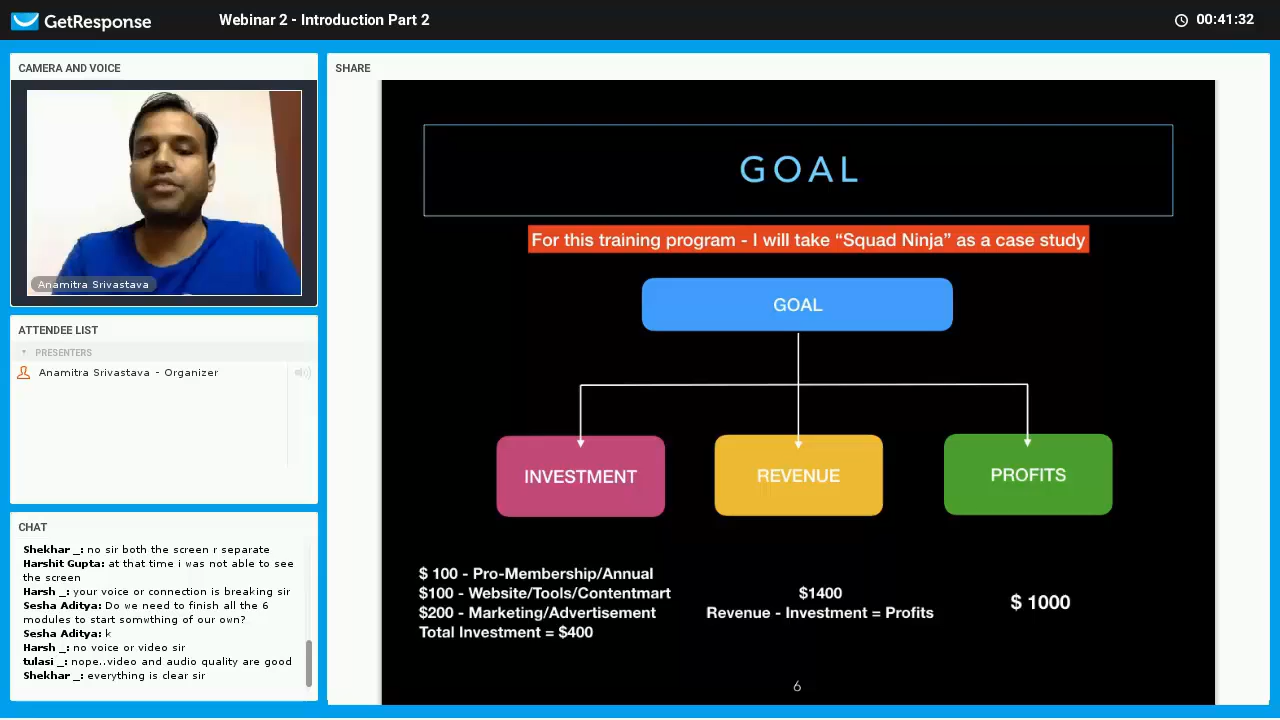 GetResponse
Webinar 2 - Introduction Part 2
00:41:32
CAMERA AND VOICE
Anamitra Srivastava
ATTENDEE LIST
PRESENTERS
Anamitra Srivastava - Organizer
CHAT
Shekhar _: no sir both the screen r separate
Harshit Gupta: at that time i was not able to see
the screen
Harsh _: your voice or connection is breaking sir
Sesha Aditya: Do we need to finish all the 6
modules to start somwthing of our own?
Sesha Aditya: k
Harsh _: no voice or video sir
tulasi _: nope..video and audio quality are good
Shekhar _: everything is clear sir
SHARE
GOAL
For this training program - I will take “Squad Ninja” as a case study
GOAL
INVESTMENT
REVENUE
PROFITS
$ 100 - Pro-Membership/Annual
$100 - Website/Tools/Contentmart
$200 - Marketing/Advertisement
Total Investment = $400
$1400
Revenue - Investment = Profits
$ 1000
6